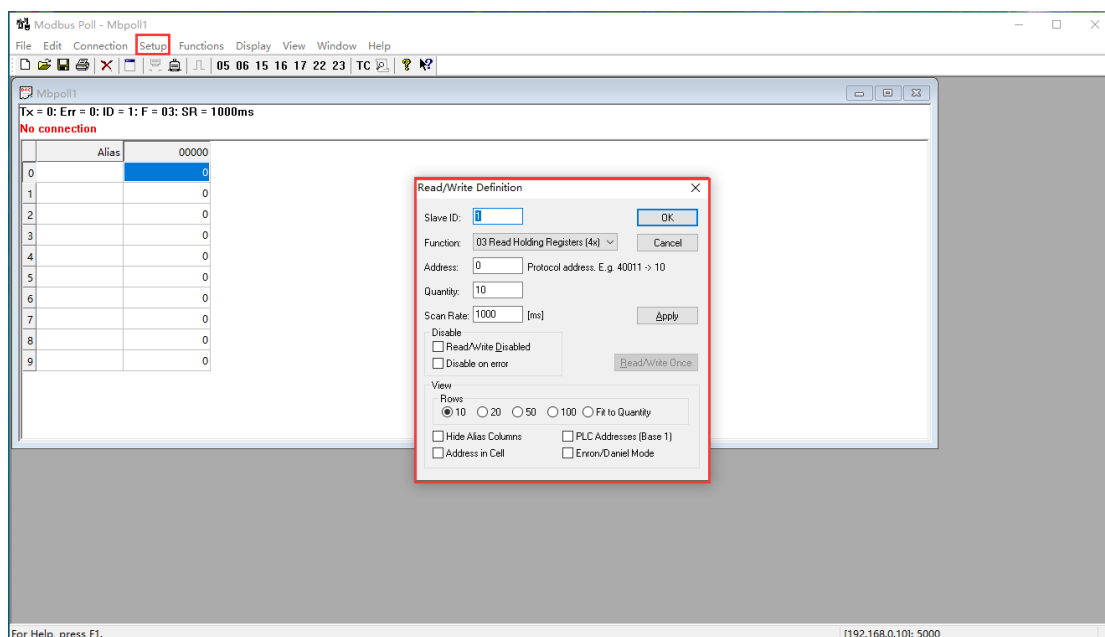 Modbus Poll - Mbpoll1
File Edit Connection Setup Functions Display View Window Help
05 06 15 16 17 22 23 TC
Mbpoll1
Tx = 0: Err = 0: ID = 1: F = 03: SR = 1000ms
No connection
Alias 00000
0 0
1 0
2 0
3 0
4 0
5 0
6 0
7 0
8 0
9 0
Read/Write Definition
Slave ID: 1 OK
Function: 03 Read Holding Registers (4x) Cancel
Address: 0 Protocol address. E.g. 40011 -> 10
Quantity: 10
Scan Rate: 1000 [ms] Apply
Disable
Read/Write Disabled
Disable on error Read/Write Once
View
Rows
10 20 50 100 Fit to Quantity
Hide Alias Columns PLC Addresses (Base 1)
Address in Cell Enron/Daniel Mode
For Help, press F1. [192.168.0.10]: 5000